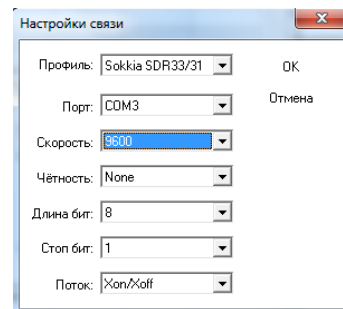 Настройки связи
Профиль: Sokkia SDR33/31 OK
Порт: COM3 Отмена
Скорость: 9600
Чётность: None
Длина бит: 8
Стоп бит: 1
Поток: Xon/Xoff